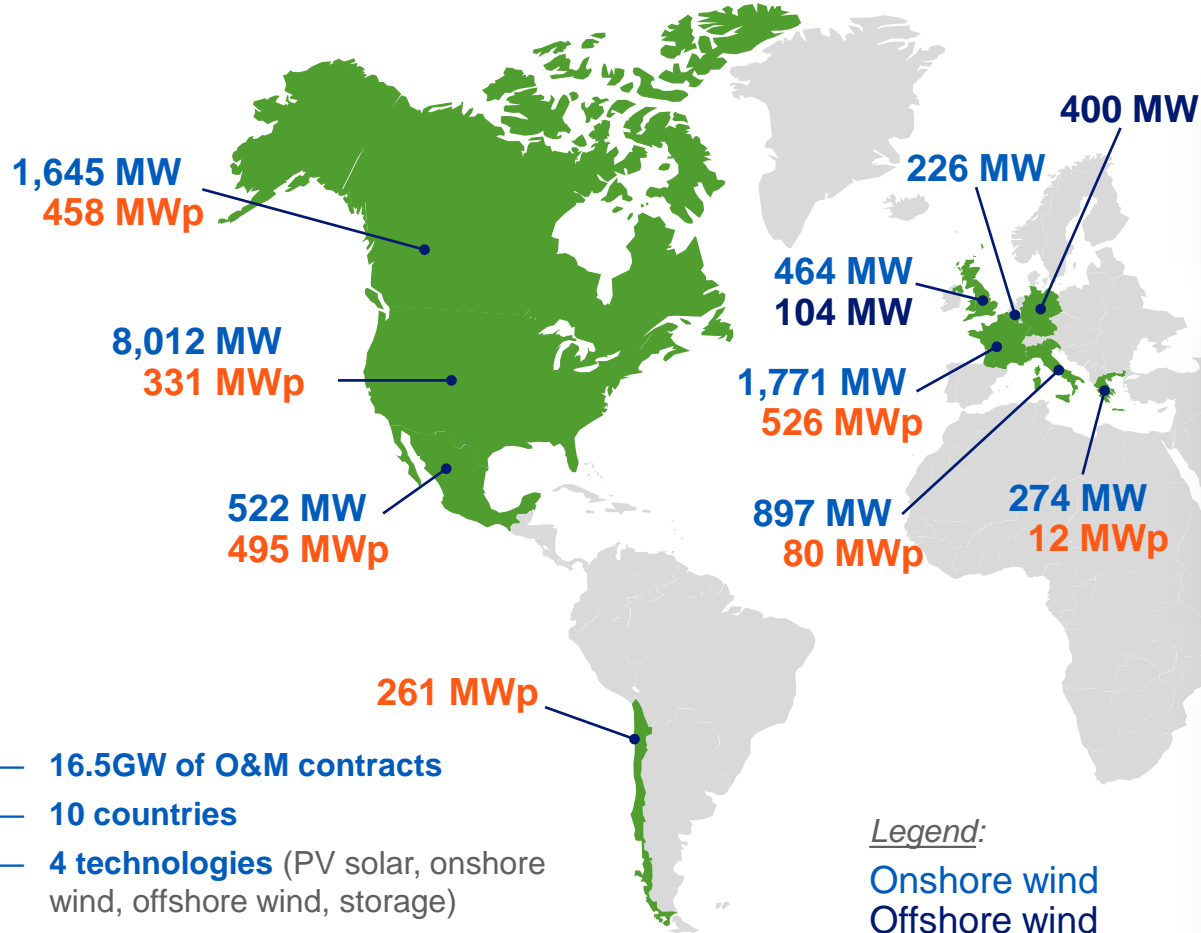 400 MW
1,645 MW
458 MWp
226 MW
464 MW
104 MW
8,012 MW
331 MWp
1,771 MW
526 MWp
522 MW
495 MWp
897 MW
80 MWp
274 MW
12 MWp
261 MWp
— 16.5GW of O&M contracts
— 10 countries
— 4 technologies (PV solar, onshore
wind, offshore wind, storage)
Legend:
Onshore wind
Offshore wind